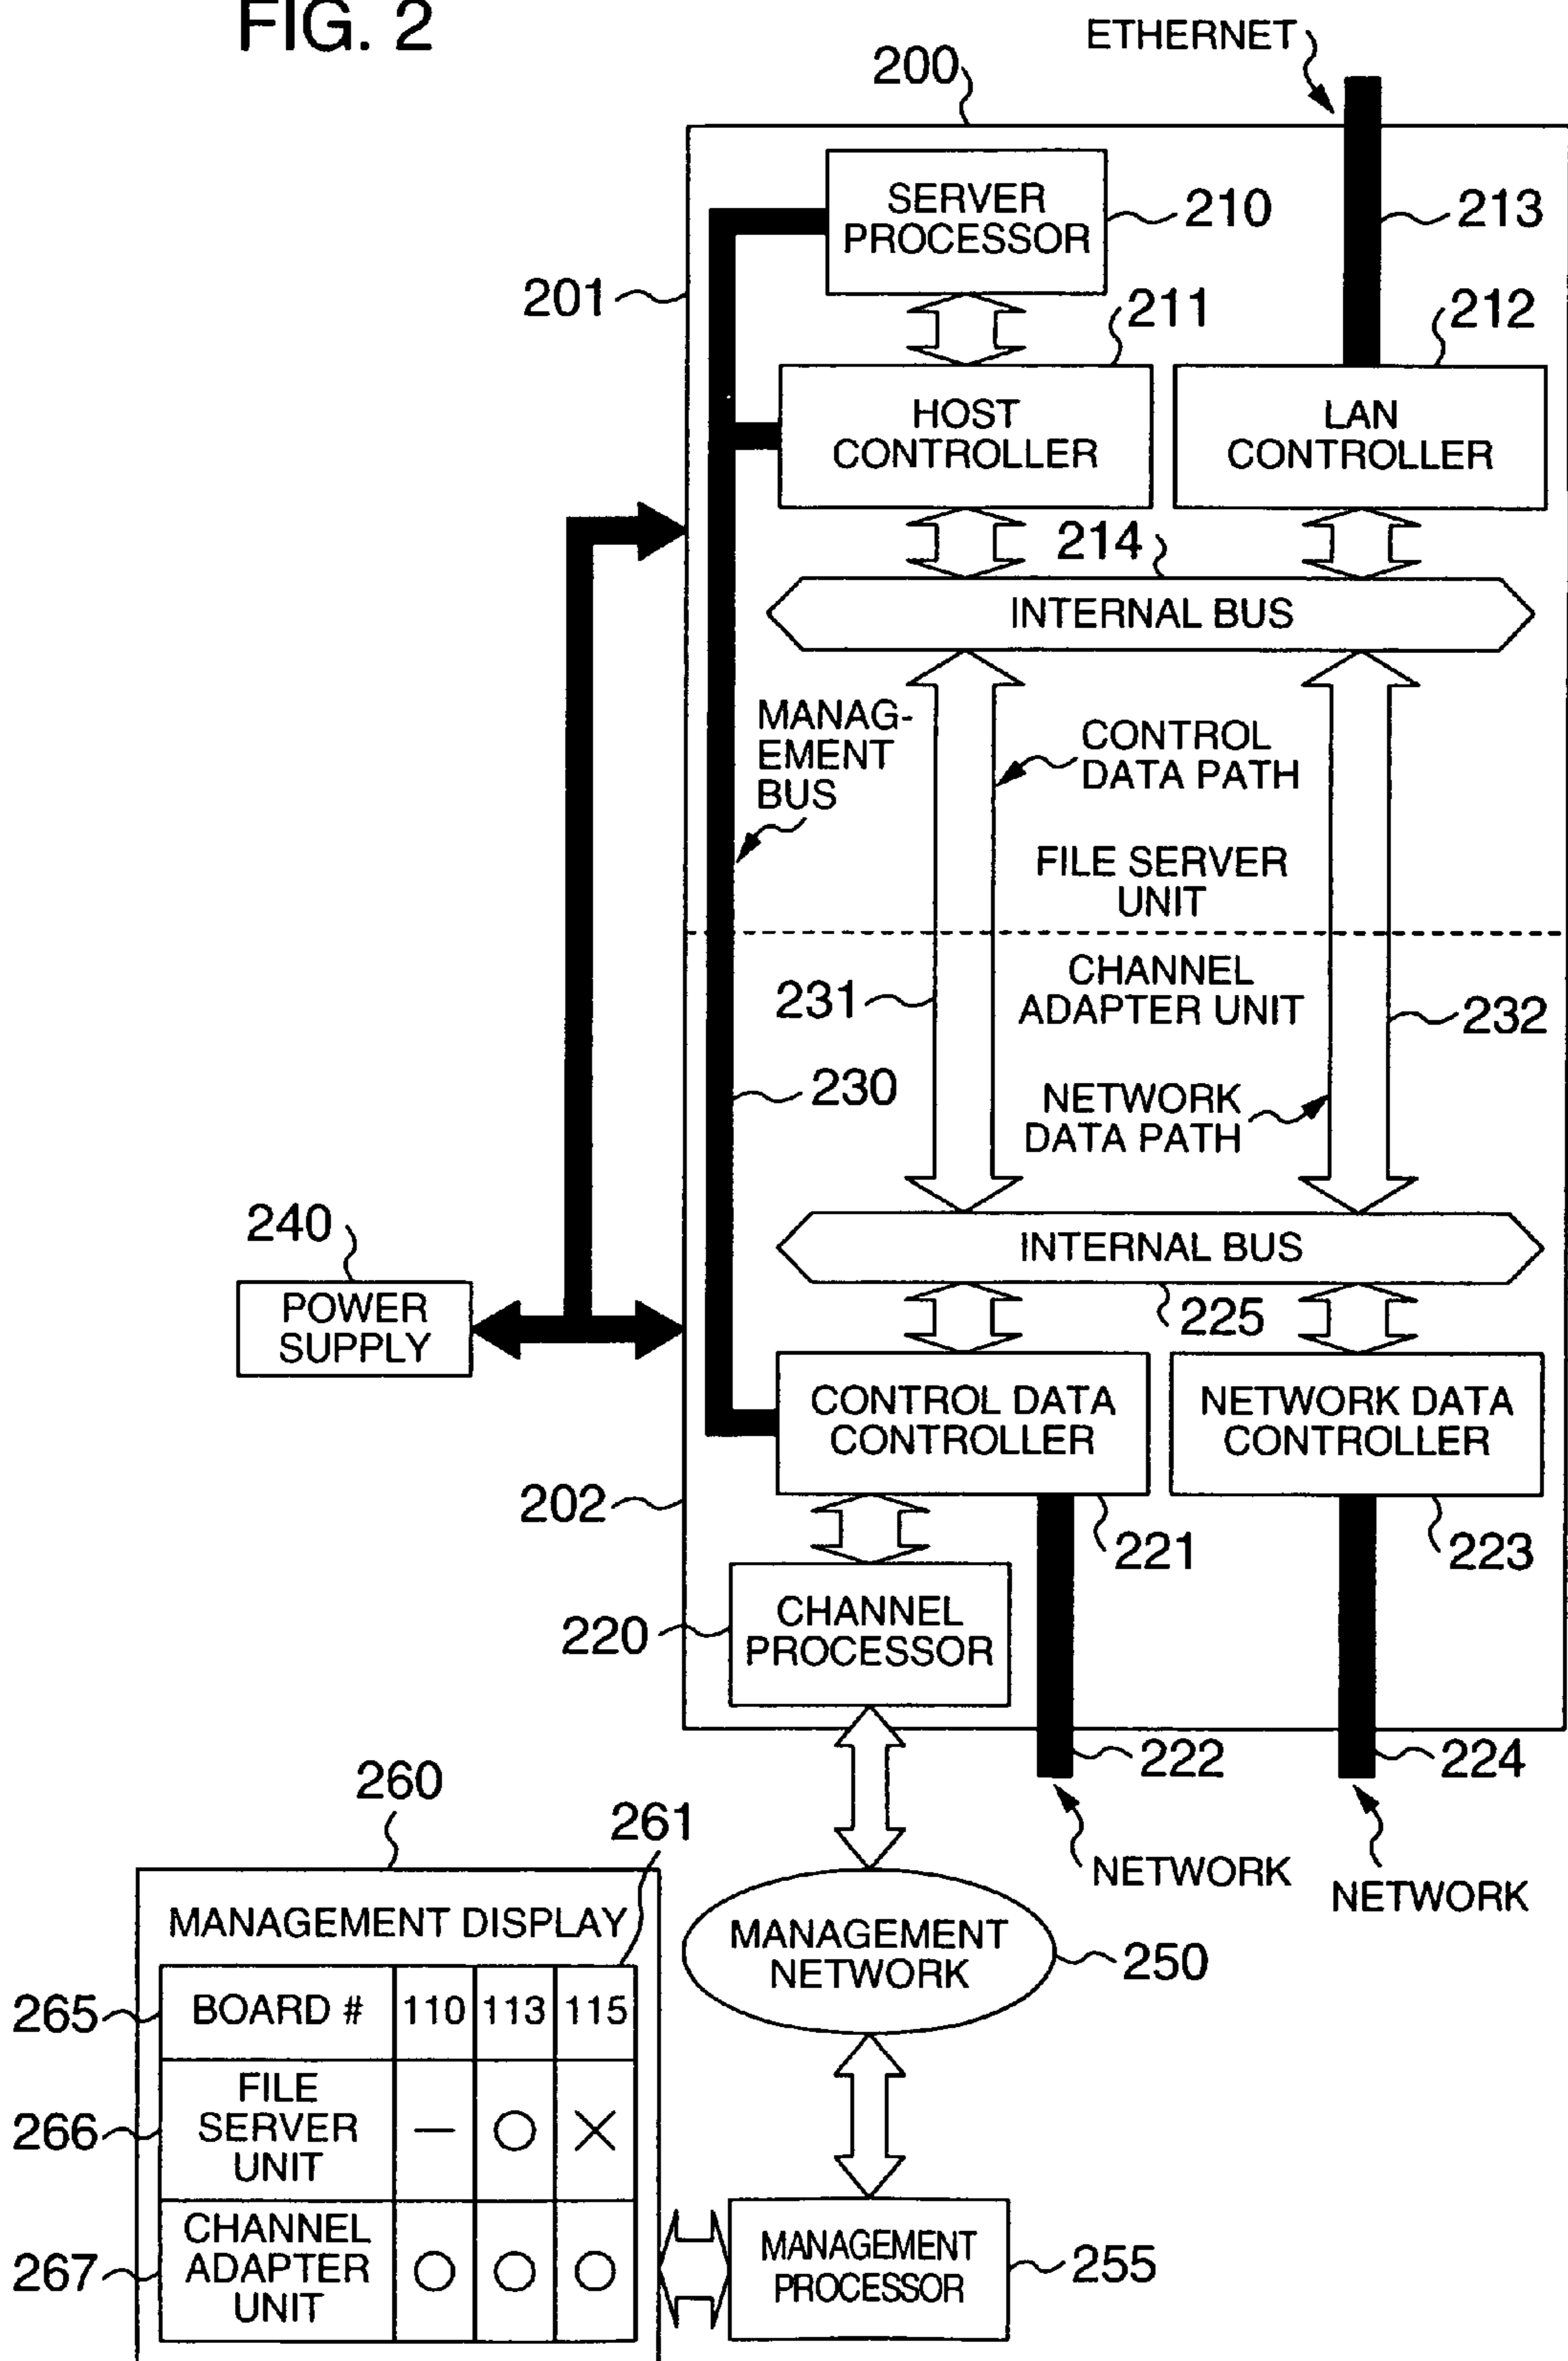 FIG. 2
ETHERNET
200
SERVER
PROCESSOR
210
213
201
211
212
HOST
CONTROLLER
LAN
CONTROLLER
214
INTERNAL BUS
MANAG-
EMENT
BUS
CONTROL
DATA PATH
FILE SERVER
UNIT
CHANNEL
ADAPTER UNIT
231
232
230
NETWORK
DATA PATH
240
INTERNAL BUS
POWER
SUPPLY
225
CONTROL DATA
CONTROLLER
NETWORK DATA
CONTROLLER
202
221
223
CHANNEL
PROCESSOR
220
222
224
260
261
NETWORK
NETWORK
MANAGEMENT DISPLAY
MANAGEMENT
NETWORK
250
265
BOARD # 110 113 115
266
FILE
SERVER
UNIT
— ○ ×
267
CHANNEL
ADAPTER
UNIT
○ ○ ○
MANAGEMENT
PROCESSOR
255